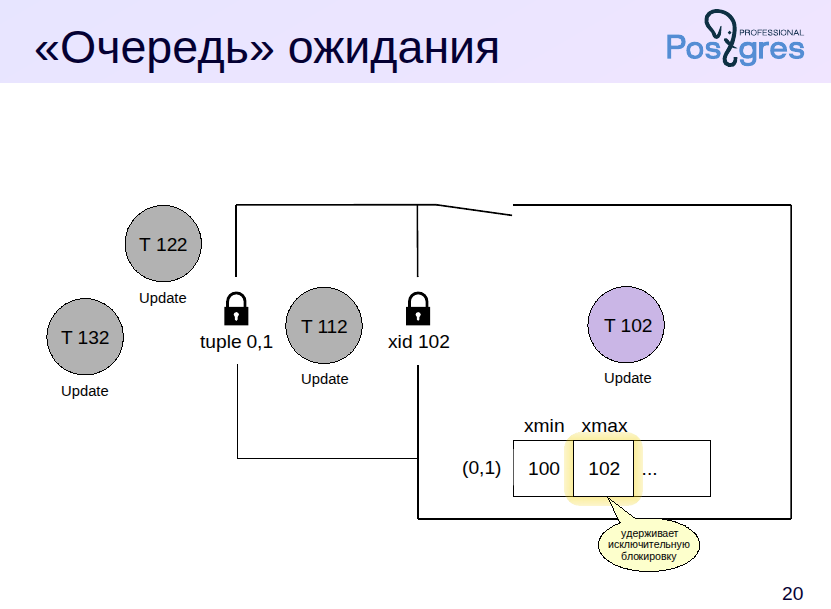 «Очередь» ожидания
PROFESSIONAL
Postgres
T 122
Update
T 132
Update
tuple 0,1
T 112
Update
xid 102
T 102
Update
xmin xmax
(0,1) 100 102 ...
удерживает
исключительную
блокировку
20